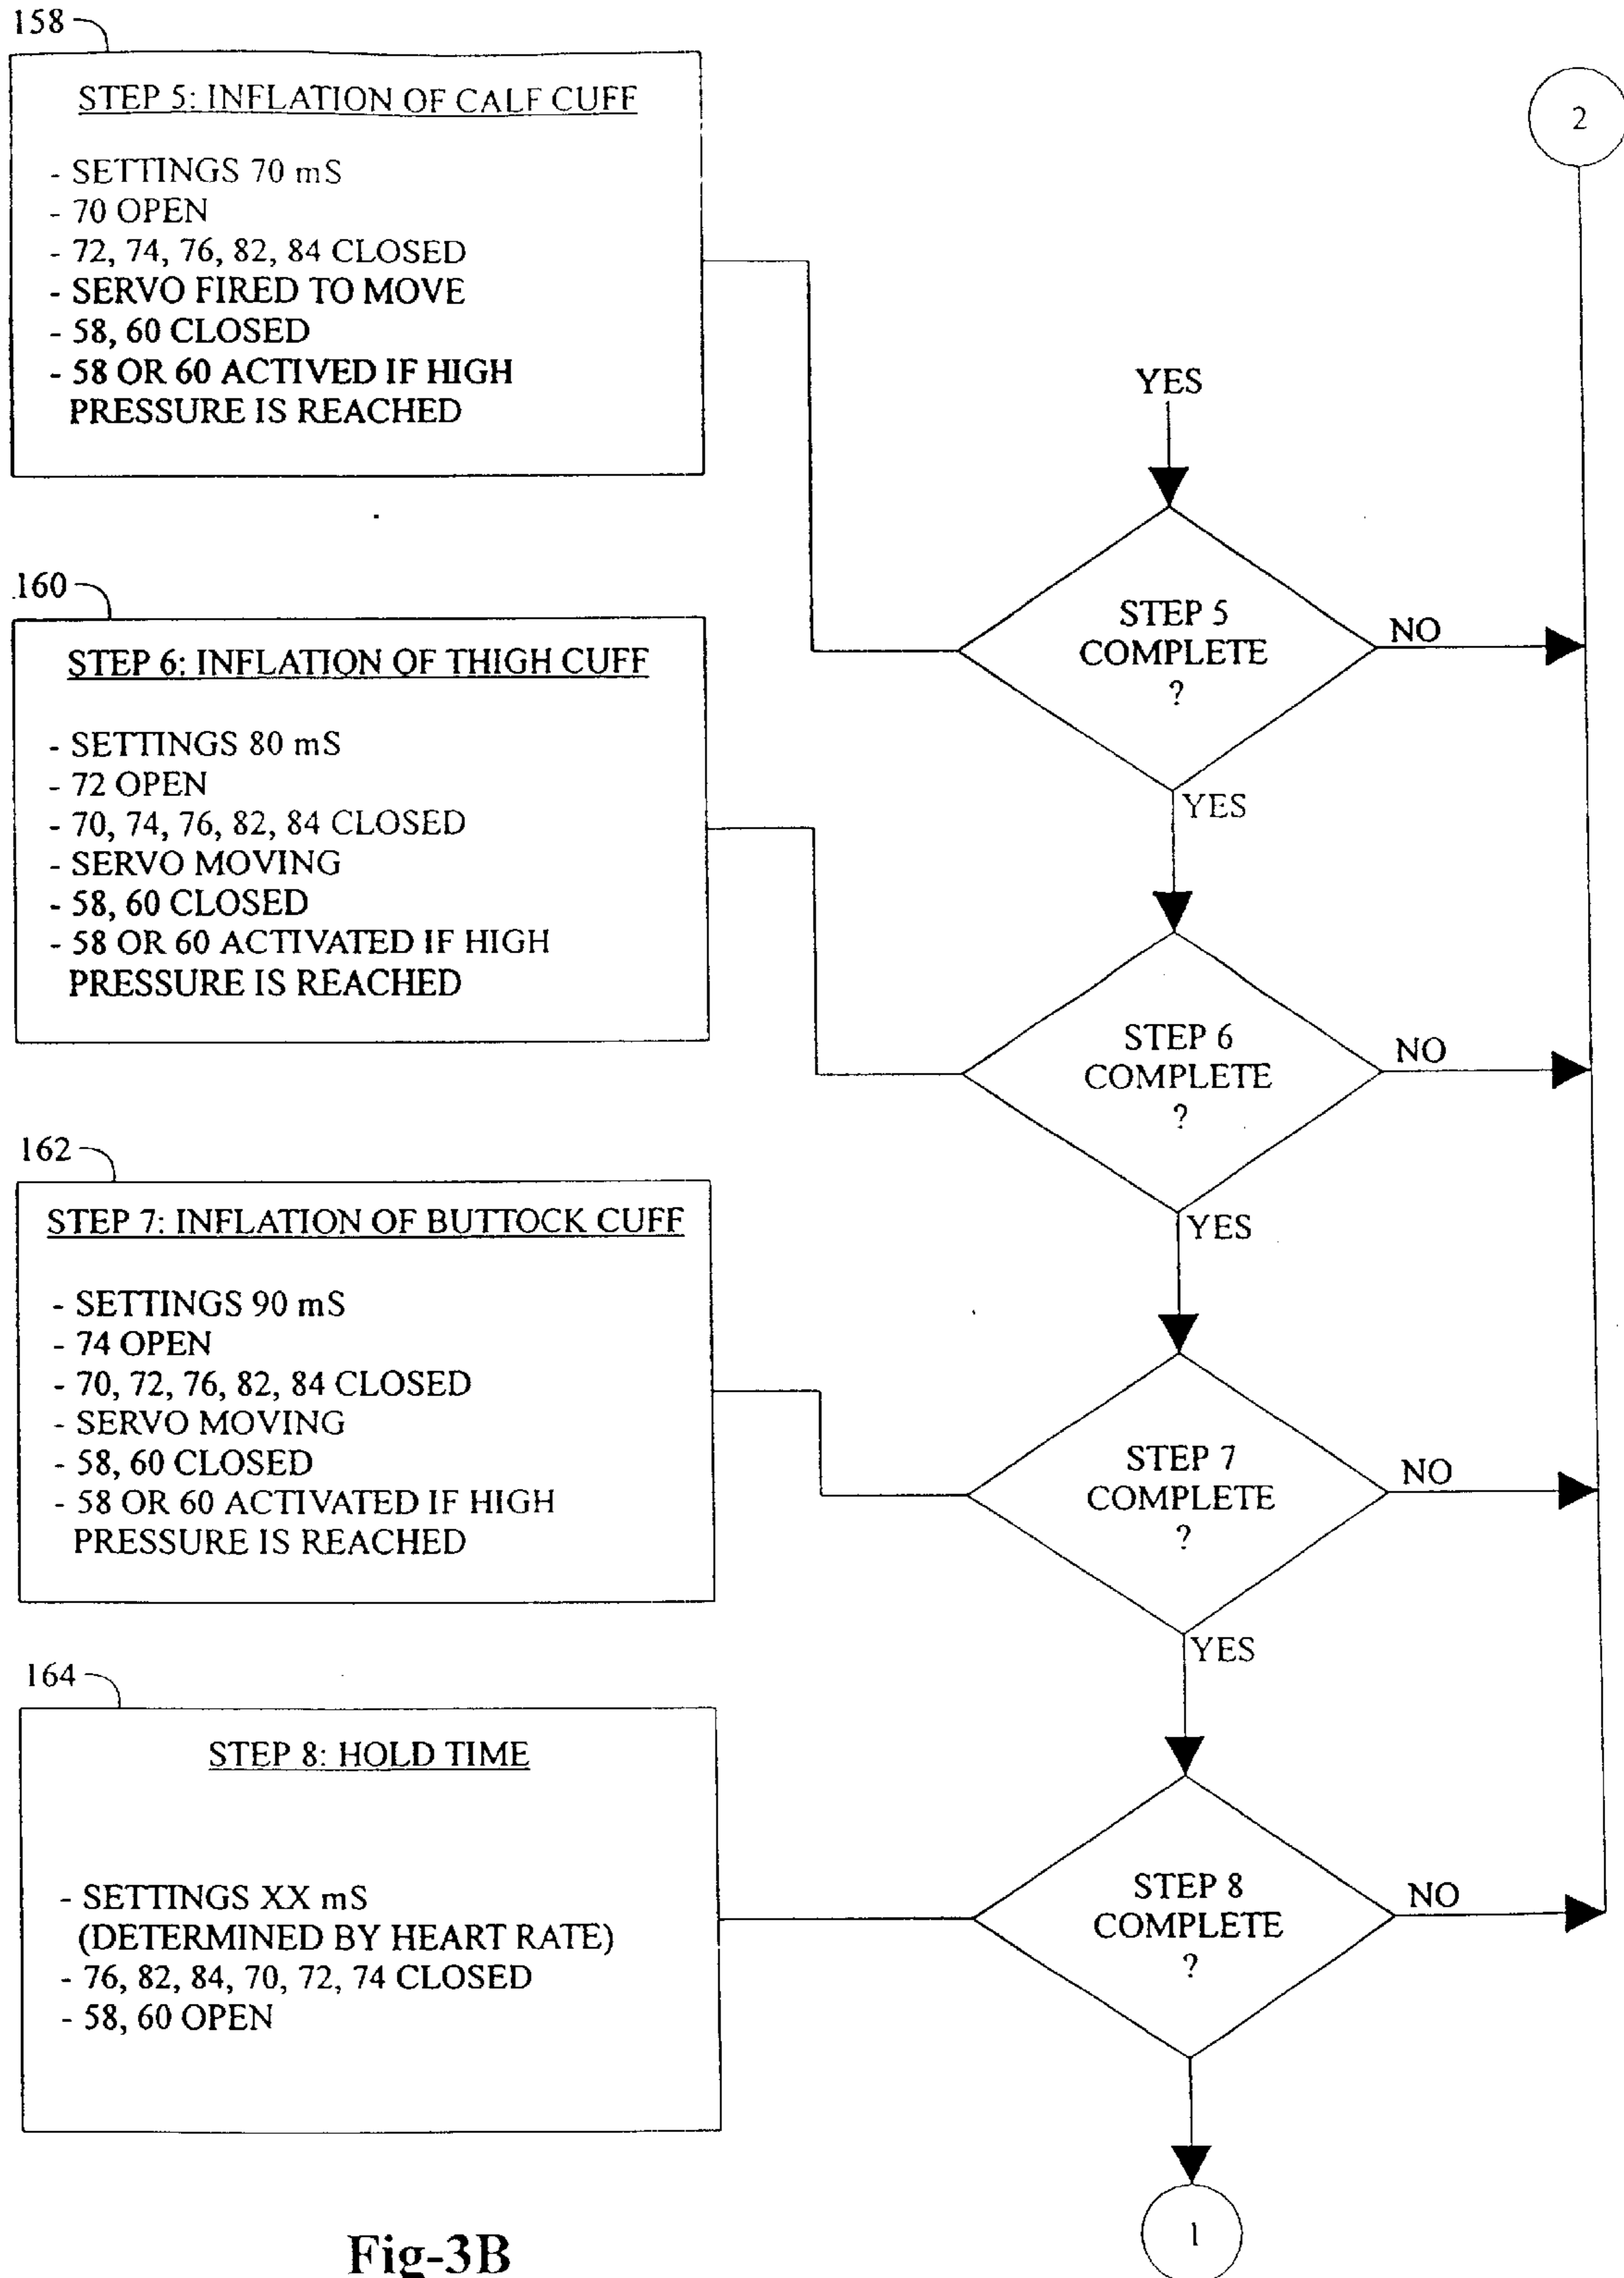 158
STEP 5: INFLATION OF CALF CUFF
- SETTINGS 70 mS
- 70 OPEN
- 72, 74, 76, 82, 84 CLOSED
- SERVO FIRED TO MOVE
- 58, 60 CLOSED
- 58 OR 60 ACTIVED IF HIGH
PRESSURE IS REACHED
2
YES
STEP 5
COMPLETE
?
NO
YES
160
STEP 6: INFLATION OF THIGH CUFF
- SETTINGS 80 mS
- 72 OPEN
- 70, 74, 76, 82, 84 CLOSED
- SERVO MOVING
- 58, 60 CLOSED
- 58 OR 60 ACTIVATED IF HIGH
PRESSURE IS REACHED
STEP 6
COMPLETE
?
NO
YES
162
STEP 7: INFLATION OF BUTTOCK CUFF
- SETTINGS 90 mS
- 74 OPEN
- 70, 72, 76, 82, 84 CLOSED
- SERVO MOVING
- 58, 60 CLOSED
- 58 OR 60 ACTIVATED IF HIGH
PRESSURE IS REACHED
STEP 7
COMPLETE
?
NO
YES
164
STEP 8: HOLD TIME
- SETTINGS XX mS
(DETERMINED BY HEART RATE)
- 76, 82, 84, 70, 72, 74 CLOSED
- 58, 60 OPEN
STEP 8
COMPLETE
?
NO
1
Fig-3B